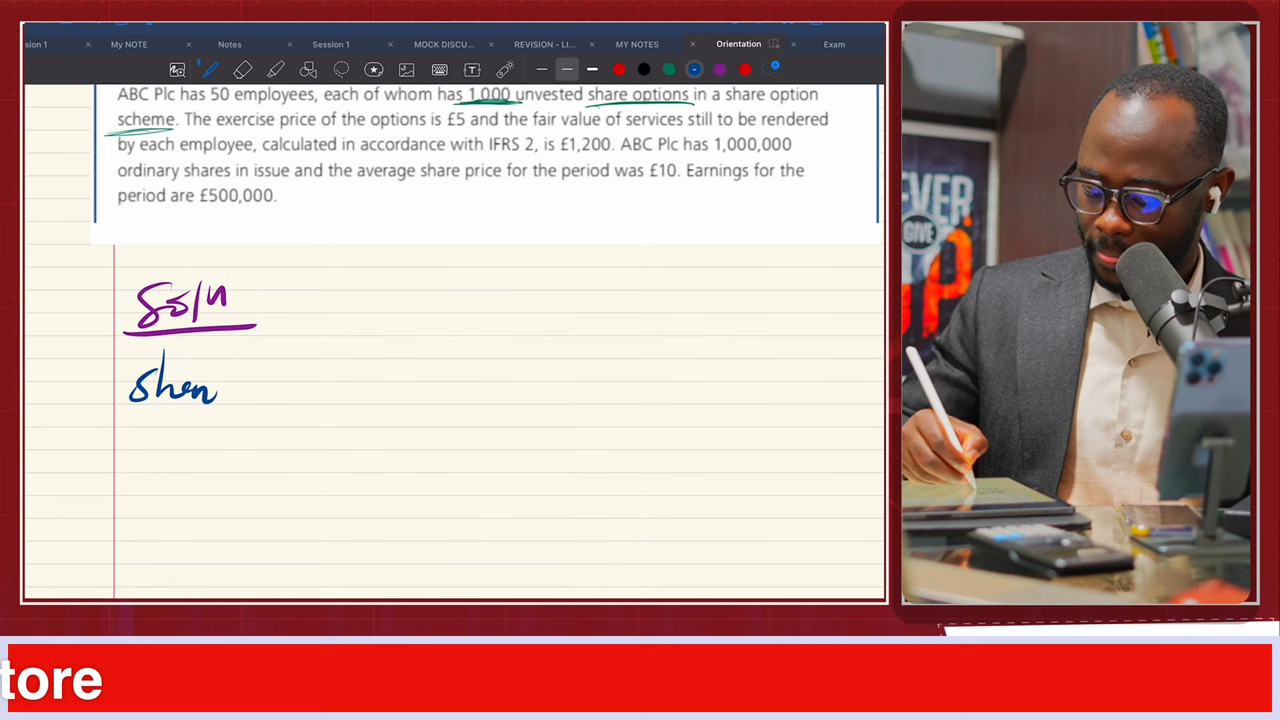 sion 1
My NOTE
Notes
Session 1
MOCK DISCU...
REVISION - LI...
MY NOTES
Orientation
Exam
ABC Plc has 50 employees, each of whom has 1,000 unvested share options in a share option
scheme. The exercise price of the options is £5 and the fair value of services still to be rendered
by each employee, calculated in accordance with IFRS 2, is £1,200. ABC Plc has 1,000,000
ordinary shares in issue and the average share price for the period was £10. Earnings for the
period are £500,000.
Soln
EVER
GIVE
UP
tore